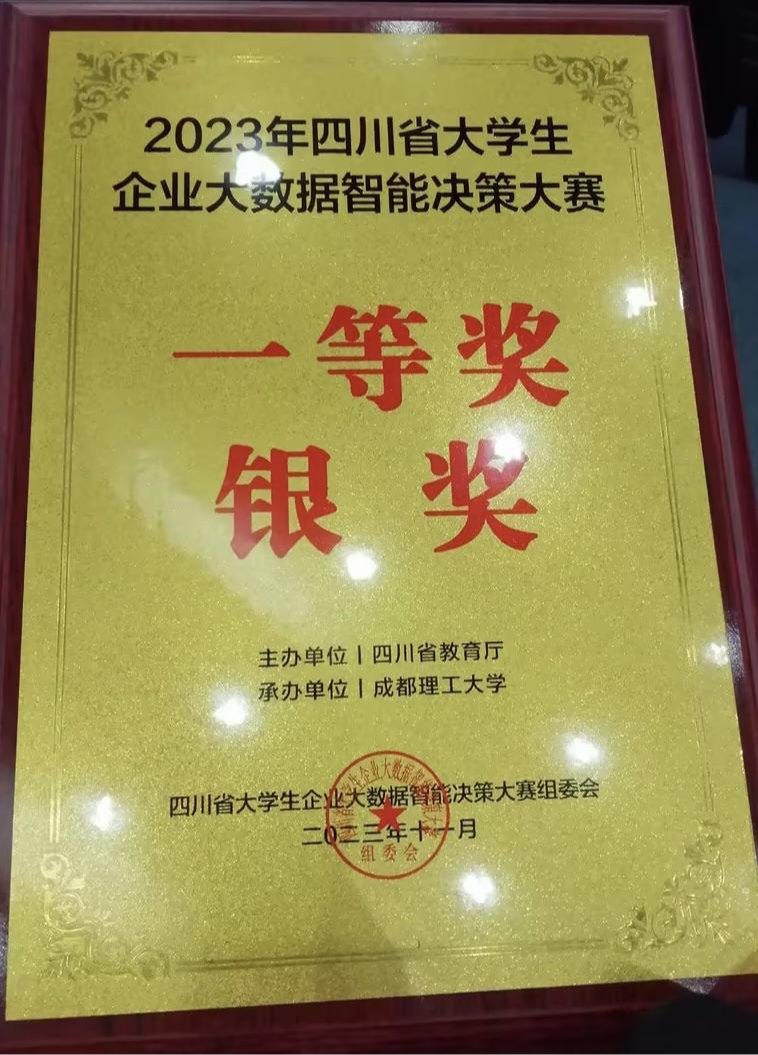 2023年四川省大学生
企业大数据智能决策大赛
一等奖
银奖
主办单位丨四川省教育厅
承办单位丨成都理工大学
四川省大学生企业大数据智能决策大赛组委会
二〇二三年十一月
组委会